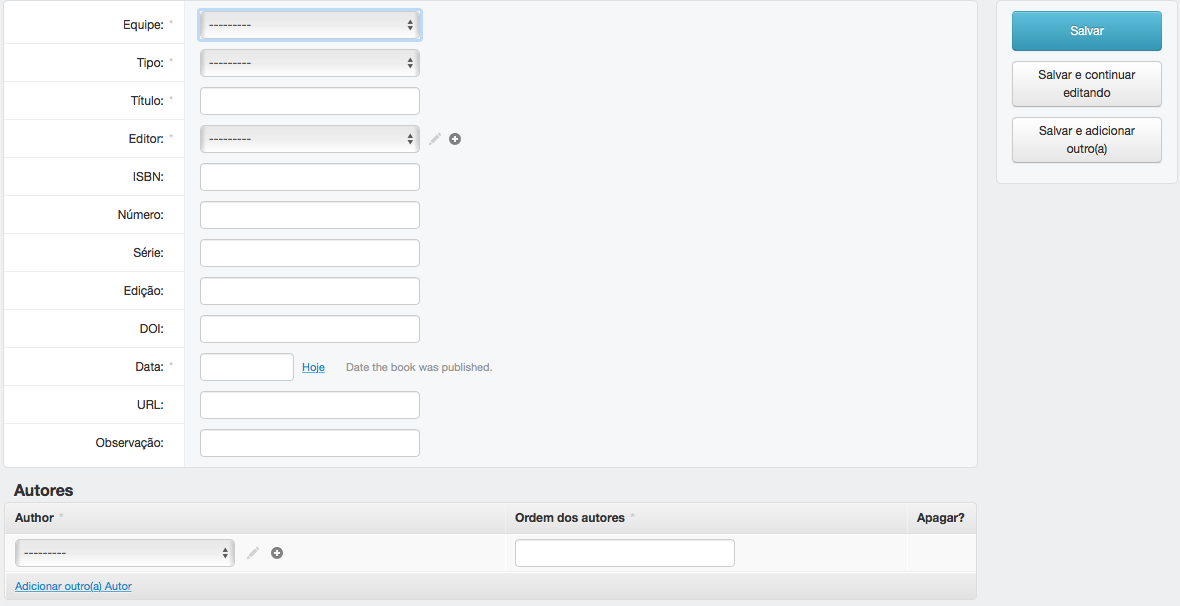 Equipe: * ---------
Tipo: * ---------
Título: *
Editor: * ---------
ISBN:
Número:
Série:
Edição:
DOI:
Data: * Hoje Date the book was published.
URL:
Observação:
Salvar
Salvar e continuar
editando
Salvar e adicionar
outro(a)
Autores
Author * Ordem dos autores * Apagar?
---------
Adicionar outro(a) Autor